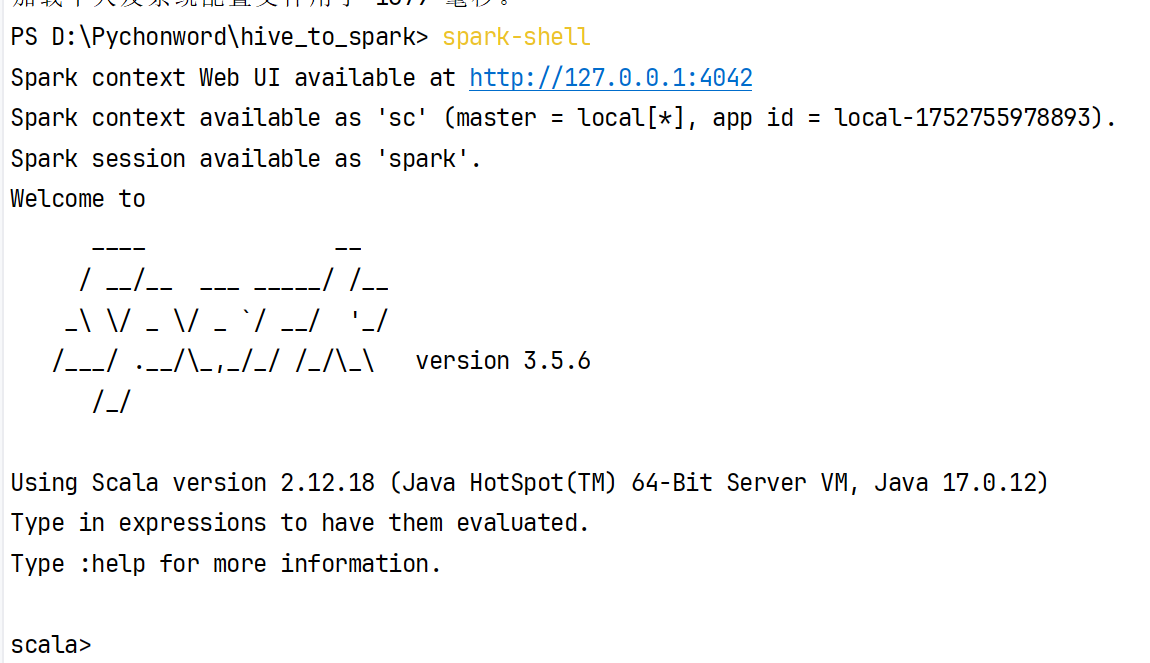 PS D:\Pychonword\hive_to_spark> spark-shell
Spark context Web UI available at http://127.0.0.1:4042
Spark context available as 'sc' (master = local[*], app id = local-1752755978893).
Spark session available as 'spark'.
Welcome to
      ____              __
     / __/__  ___ _____/ /__
    _\ \/ _ \/ _ `/ __/  '_/
   /___/ .__/\_,_/_/ /_/\_\   version 3.5.6
      /_/
Using Scala version 2.12.18 (Java HotSpot(TM) 64-Bit Server VM, Java 17.0.12)
Type in expressions to have them evaluated.
Type :help for more information.
scala>